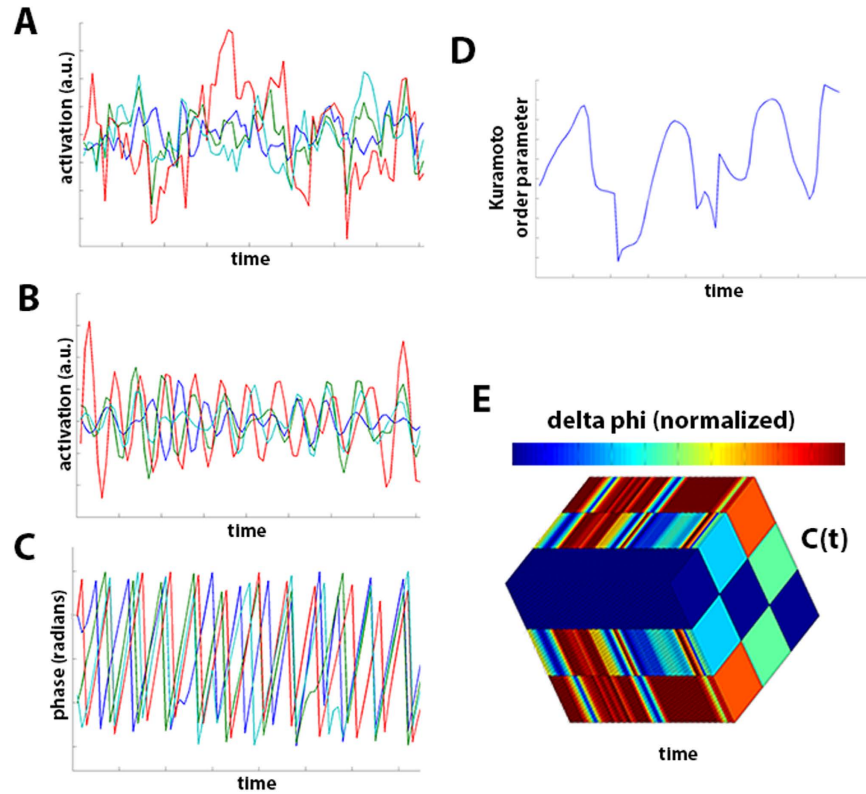 A
activation (a.u.)
time
B
activation (a.u.)
time
C
phase (radians)
time
D
Kuramoto
order parameter
time
E
delta phi (normalized)
C(t)
time